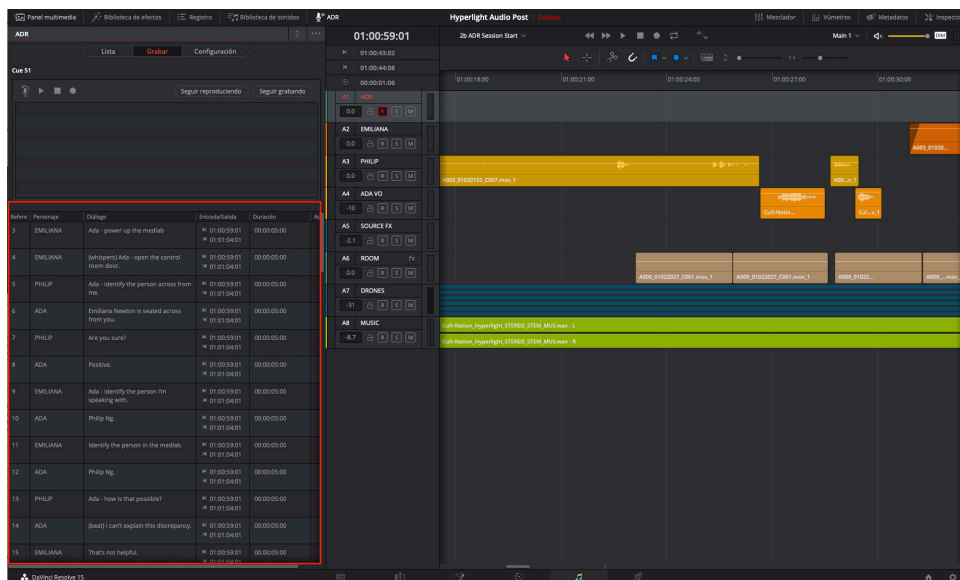 Panel multimedia Biblioteca de efectos Registro Biblioteca de sonidos ADR Hyperlight Audio Post Editado Mezclador Vúmetros Metadatos Inspecto
ADR 01:00:59:01 2b ADR Session Start Main 1 DIM
Lista Grabar Configuración
01:00:43:02
01:00:44:08
00:00:01:06
Cue 51
01:00:18:00 01:00:21:00 01:00:24:00 01:00:27:00 01:00:30:00
Seguir reproduciendo Seguir grabando
A1 ADR
0.0 R S M
A2 EMILIANA
0.0 R S M
A003_01020...
A3 PHILIP
0.0 R S M
A003_01020155_C007.mov_1 A00...v_1
A4 ADA VO
-10 R S M
Cult-Natio... Cul...v_1
A5 SOURCE FX
-2.1 R S M
A6 ROOM fx
0.0 R S M
A009_01022027_C001.mov_1 A009_01022027_C001.mov_1 A009_01022... A009_...mov
A7 DRONES
-31 R S M
A8 MUSIC
-8.7 R S M
Cult-Nation_Hyperlight_STEREO_STEM_MUS.wav - L
Cult-Nation_Hyperlight_STEREO_STEM_MUS.wav - R
Refere Personaje Diálogo Entrada/Salida Duración
3 EMILIANA Ada - power up the medlab 01:00:59:01 00:00:05:00
01:01:04:01
4 EMILIANA (whispers) Ada - open the control 01:00:59:01 00:00:05:00
room door. 01:01:04:01
5 PHILIP Ada - identify the person across from 01:00:59:01 00:00:05:00
me. 01:01:04:01
6 ADA Emiliana Newton is seated across 01:00:59:01 00:00:05:00
from you. 01:01:04:01
7 PHILIP Are you sure? 01:00:59:01 00:00:05:00
01:01:04:01
8 ADA Positive. 01:00:59:01 00:00:05:00
01:01:04:01
9 EMILIANA Ada - Identify the person I'm 01:00:59:01 00:00:05:00
speaking with. 01:01:04:01
10 ADA Philip Ng. 01:00:59:01 00:00:05:00
01:01:04:01
11 EMILIANA Identify the person in the medlab. 01:00:59:01 00:00:05:00
01:01:04:01
12 ADA Philip Ng. 01:00:59:01 00:00:05:00
01:01:04:01
13 PHILIP Ada - how is that possible? 01:00:59:01 00:00:05:00
01:01:04:01
14 ADA (beat) I can't explain this discrepancy. 01:00:59:01 00:00:05:00
01:01:04:01
15 EMILIANA That's not helpful. 01:00:59:01 00:00:05:00
DaVinci Resolve 15